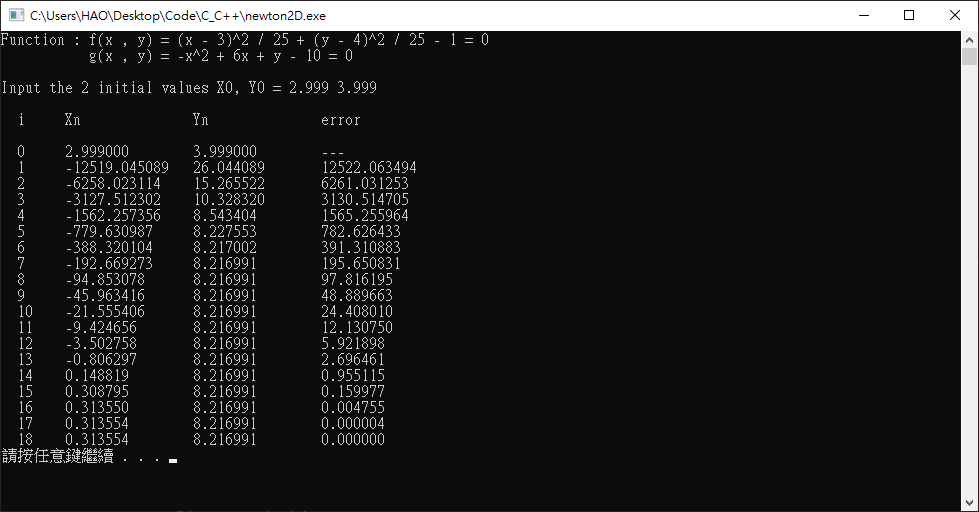 C:\Users\HAO\Desktop\Code\C_C++\newton2D.exe
Function : f(x , y) = (x - 3)^2 / 25 + (y - 4)^2 / 25 - 1 = 0
g(x , y) = -x^2 + 6x + y - 10 = 0
Input the 2 initial values X0, Y0 = 2.999 3.999
i Xn Yn error
0 2.999000 3.999000 ---
1 -12519.045089 26.044089 12522.063494
2 -6258.023114 15.265522 6261.031253
3 -3127.512302 10.328320 3130.514705
4 -1562.257356 8.543404 1565.255964
5 -779.630987 8.227553 782.626433
6 -388.320104 8.217002 391.310883
7 -192.669273 8.216991 195.650831
8 -94.853078 8.216991 97.816195
9 -45.963416 8.216991 48.889663
10 -21.555406 8.216991 24.408010
11 -9.424656 8.216991 12.130750
12 -3.502758 8.216991 5.921898
13 -0.806297 8.216991 2.696461
14 0.148819 8.216991 0.955115
15 0.308795 8.216991 0.159977
16 0.313550 8.216991 0.004755
17 0.313554 8.216991 0.000004
18 0.313554 8.216991 0.000000
請按任意鍵繼續 . . .